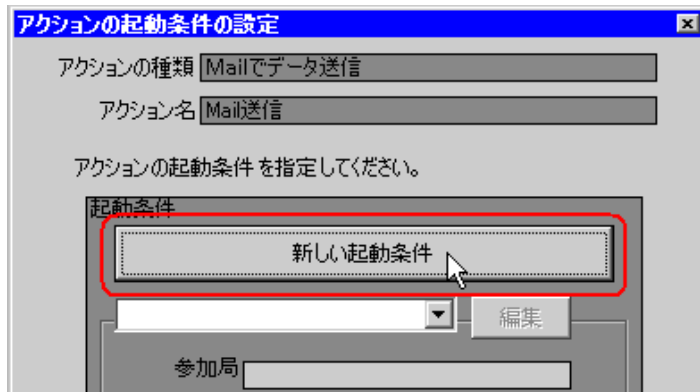 アクションの起動条件の設定
アクションの種類 Mailでデータ送信
アクション名 Mail送信
アクションの起動条件を指定してください。
起動条件
新しい起動条件
編集
参加局